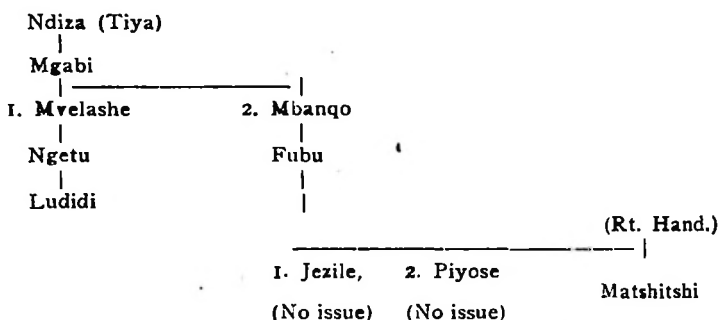 Ndiza (Tiya)
Mgabi
1. Mvelashe 2. Mbanqo
Ngetu Fubu
Ludidi
(Rt. Hand.)
1. Jezile, 2. Piyose
Matshitshi
(No issue) (No issue)